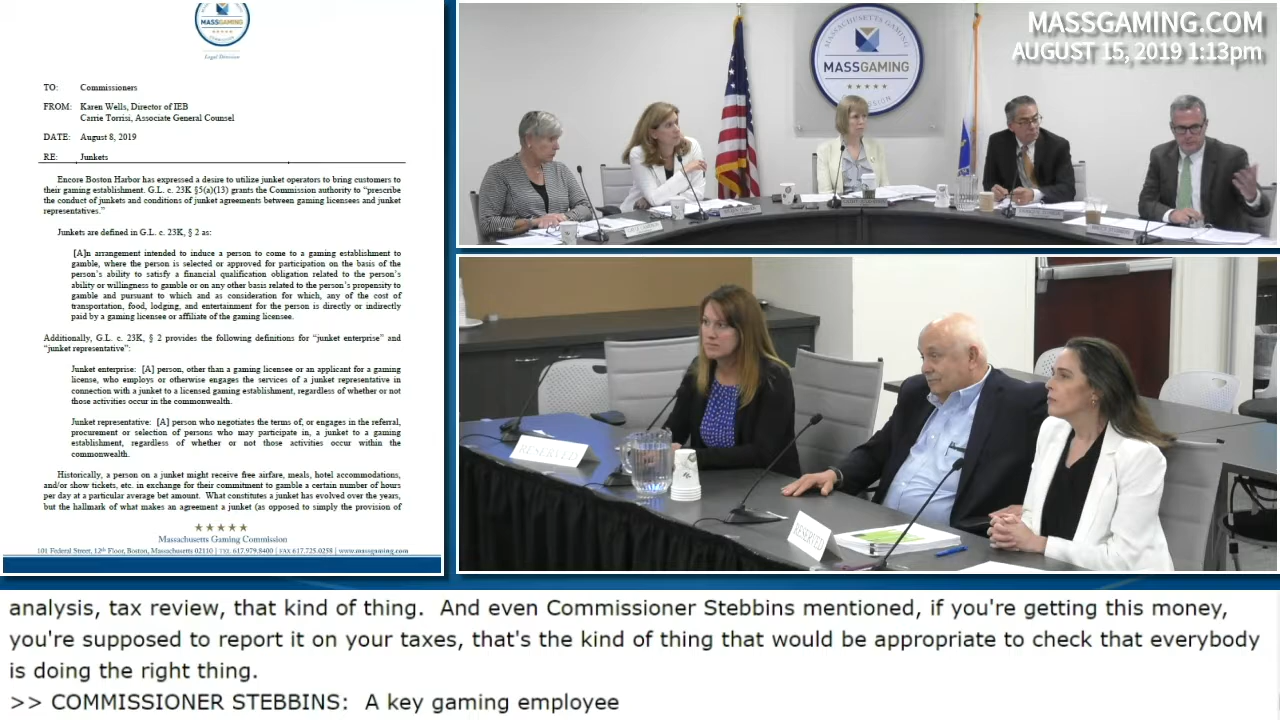 MASSGAMING
Legal Division
TO: Commissioners
FROM: Karen Wells, Director of IEB
Carrie Torrisi, Associate General Counsel
DATE: August 8, 2019
RE: Junkets
Encore Boston Harbor has expressed a desire to utilize junket operators to bring customers to
their gaming establishment. G.L. c. 23K §5(a)(13) grants the Commission authority to “prescribe
the conduct of junkets and conditions of junket agreements between gaming licensees and junket
representatives.”
Junkets are defined in G.L. c. 23K, § 2 as:
[A]n arrangement intended to induce a person to come to a gaming establishment to
gamble, where the person is selected or approved for participation on the basis of the
person’s ability to satisfy a financial qualification obligation related to the person’s
ability or willingness to gamble or on any other basis related to the person’s propensity to
gamble and pursuant to which and as consideration for which, any of the cost of
transportation, food, lodging, and entertainment for the person is directly or indirectly
paid by a gaming licensee or affiliate of the gaming licensee.
Additionally, G.L. c. 23K, § 2 provides the following definitions for “junket enterprise” and
“junket representative”:
Junket enterprise: [A] person, other than a gaming licensee or an applicant for a gaming
license, who employs or otherwise engages the services of a junket representative in
connection with a junket to a licensed gaming establishment, regardless of whether or not
those activities occur in the commonwealth.
Junket representative: [A] person who negotiates the terms of, or engages in the referral,
procurement or selection of persons who may participate in, a junket to a gaming
establishment, regardless of whether or not those activities occur within the
commonwealth.
Historically, a person on a junket might receive free airfare, meals, hotel accommodations,
and/or show tickets, etc. in exchange for their commitment to gamble a certain number of hours
per day at a particular average bet amount. What constitutes a junket has evolved over the years,
but the hallmark of what makes an agreement a junket (as opposed to simply the provision of
★ ★ ★ ★ ★
Massachusetts Gaming Commission
101 Federal Street, 12th Floor, Boston, Massachusetts 02110 | TEL 617.979.8400 | FAX 617.725.0258 | www.massgaming.com
MASSACHUSETTS GAMING
MASSGAMING
COMMISSION
MASSGAMING.COM
AUGUST 15, 2019 1:13pm
RESERVED
RESERVED
analysis, tax review, that kind of thing. And even Commissioner Stebbins mentioned, if you're getting this money,
you're supposed to report it on your taxes, that's the kind of thing that would be appropriate to check that everybody
is doing the right thing.
>> COMMISSIONER STEBBINS: A key gaming employee